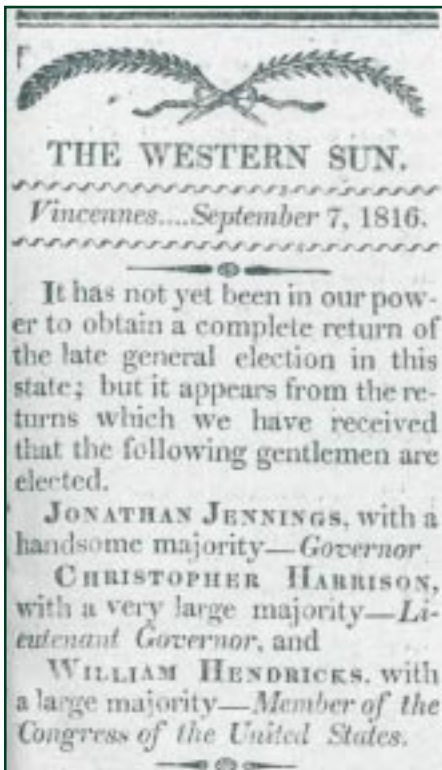 THE WESTERN SUN.
Vincennes....September 7, 1816.
It has not yet been in our pow-
er to obtain a complete return of
the late general election in this
state; but it appears from the re-
turns which we have received
that the following gentlemen are
elected.
JONATHAN JENNINGS, with a
handsome majority—Governor
CHRISTOPHER HARRISON,
with a very large majority—Li-
eutenant Governor, and
WILLIAM HENDRICKS, with
a large majority—Member of the
Congress of the United States.